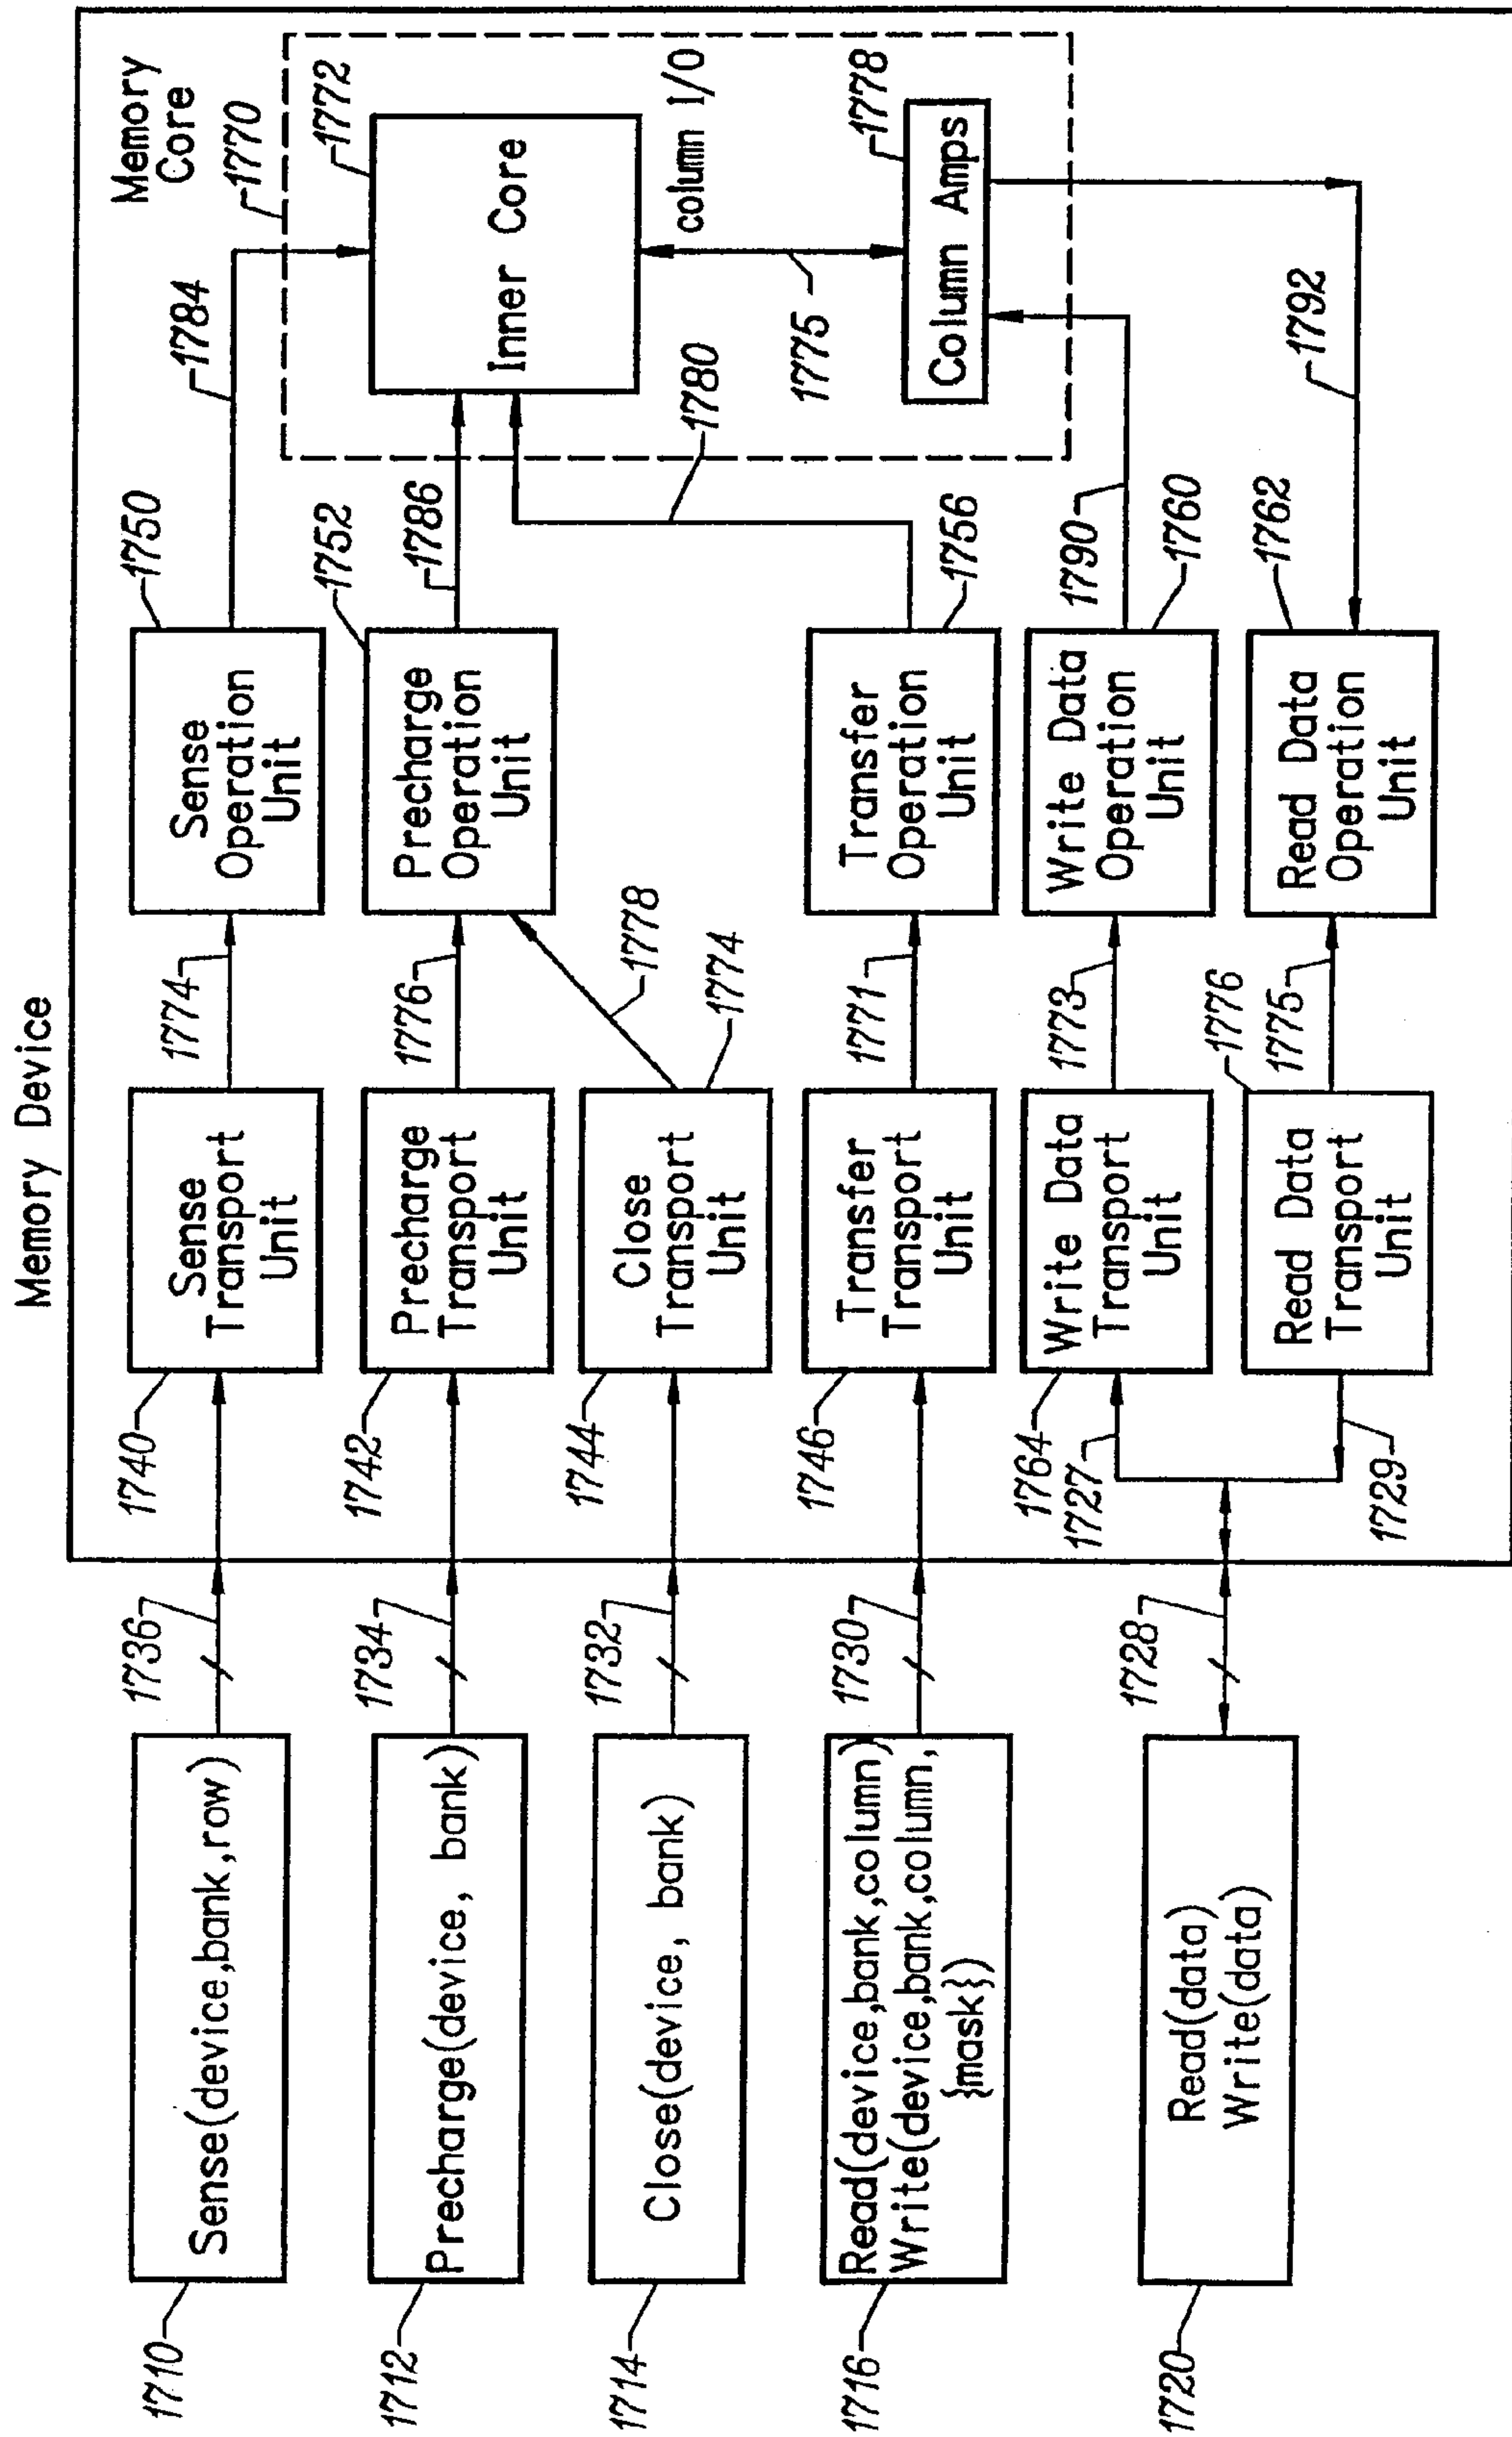 Memory Device
1710
Sense(device,bank,row)
1736
1740
Sense
Transport
Unit
1774
Sense
Operation
Unit
1750
1784
Memory
Core
1770
1712
Precharge(device, bank)
1734
1742
Precharge
Transport
Unit
1776
Precharge
Operation
Unit
1752
1786
Inner Core
1772
1714
Close(device, bank)
1732
1744
Close
Transport
Unit
1774
1778
1780
1775
column I/O
1716
Read(device,bank,column)
Write(device,bank,column,
{mask})
1730
1746
Transfer
Transport
Unit
1771
Transfer
Operation
Unit
1756
Column Amps
1778
1764
1727
Write Data
Transport
Unit
1773
Write Data
Operation
Unit
1790
1760
1720
Read(data)
Write(data)
1728
1729
Read Data
Transport
Unit
1776
1775
Read Data
Operation
Unit
1762
1792